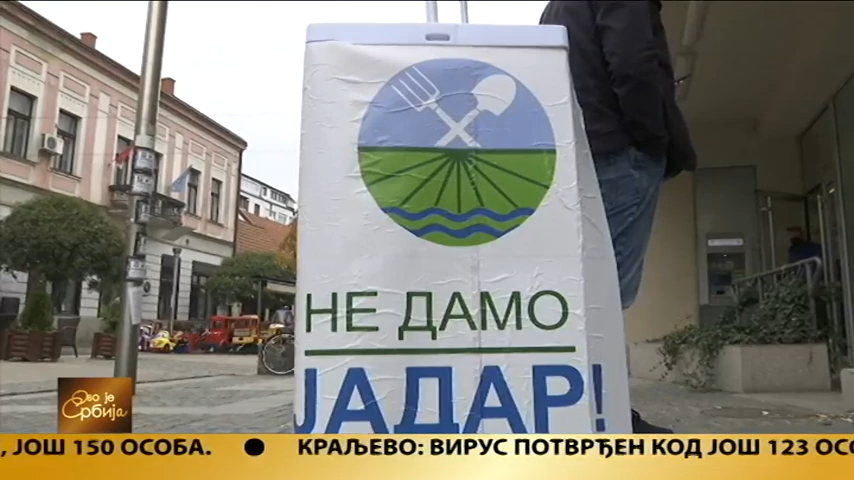 НЕ ДАМО
ЈАДАР!
Ово је
Србија
, ЈОШ 150 ОСОБА. ● КРАЉЕВО: ВИРУС ПОТВРЂЕН КОД ЈОШ 123 ОСО